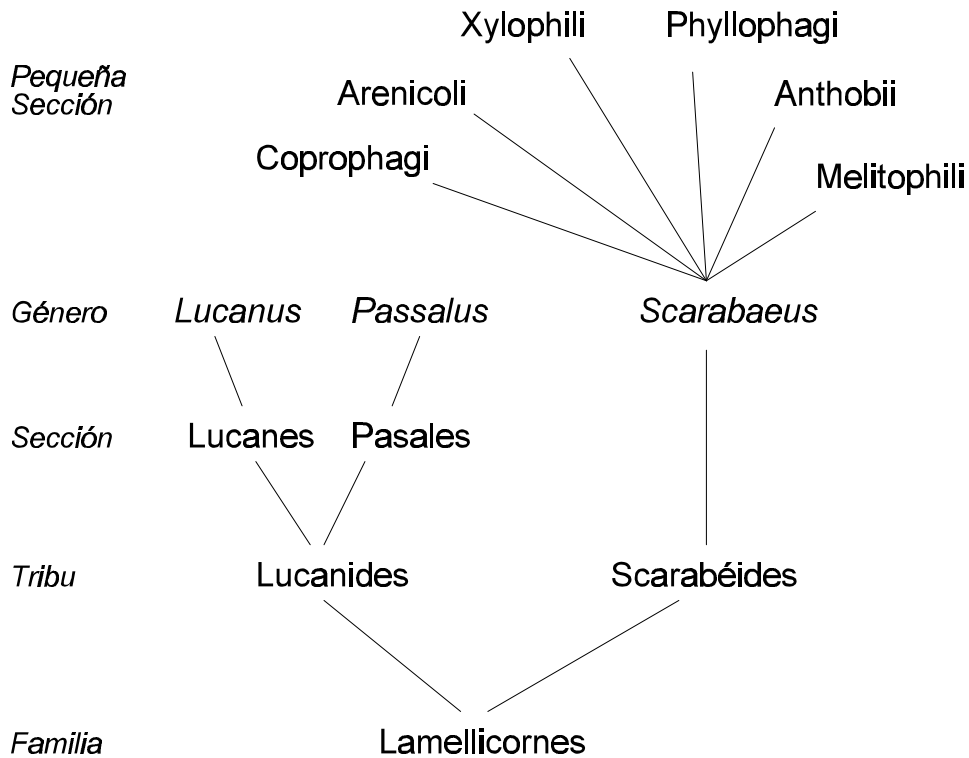 Xylophili Phyllophagi
Pequeña
Sección
Arenicoli Anthobii
Coprophagi
Melitophili
Género Lucanus Passalus Scarabaeus
Sección Lucanes Pasales
Tribu Lucanides Scarabéides
Familia Lamellicornes